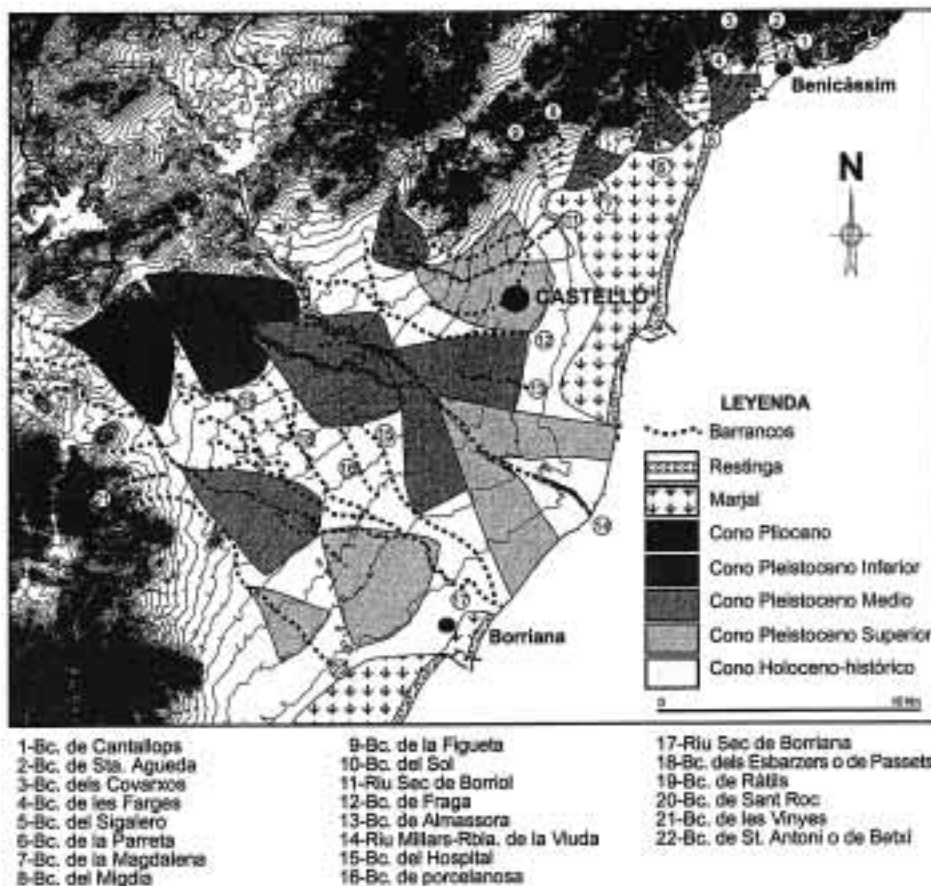 Benicàssim
N
CASTELLÓ
Borriana
LEYENDA
Barrancos
Restinga
Marjal
Cono Plioceno
Cono Pleistoceno Inferior
Cono Pleistoceno Medio
Cono Pleistoceno Superior
Cono Holoceno-histórico
0
1-Bc. de Cantallops
2-Bc. de Sta. Agueda
3-Bc. dels Covarxos
4-Bc. de les Farges
5-Bc. del Sigalero
6-Bc. de la Parreta
7-Bc. de la Magdalena
8-Bc. del Migdia
9-Bc. de la Figueta
10-Bc. del Sol
11-Riu Sec de Borriol
12-Bc. de Fraga
13-Bc. de Almassora
14-Riu Millars-Rbla. de la Viuda
15-Bc. del Hospital
16-Bc. de porcelanosa
17-Riu Sec de Borriana
18-Bc. dels Esbarzers o de Passets
19-Bc. de Ràtils
20-Bc. de Sant Roc
21-Bc. de les Vinyes
22-Bc. de St. Antoni o de Betxí